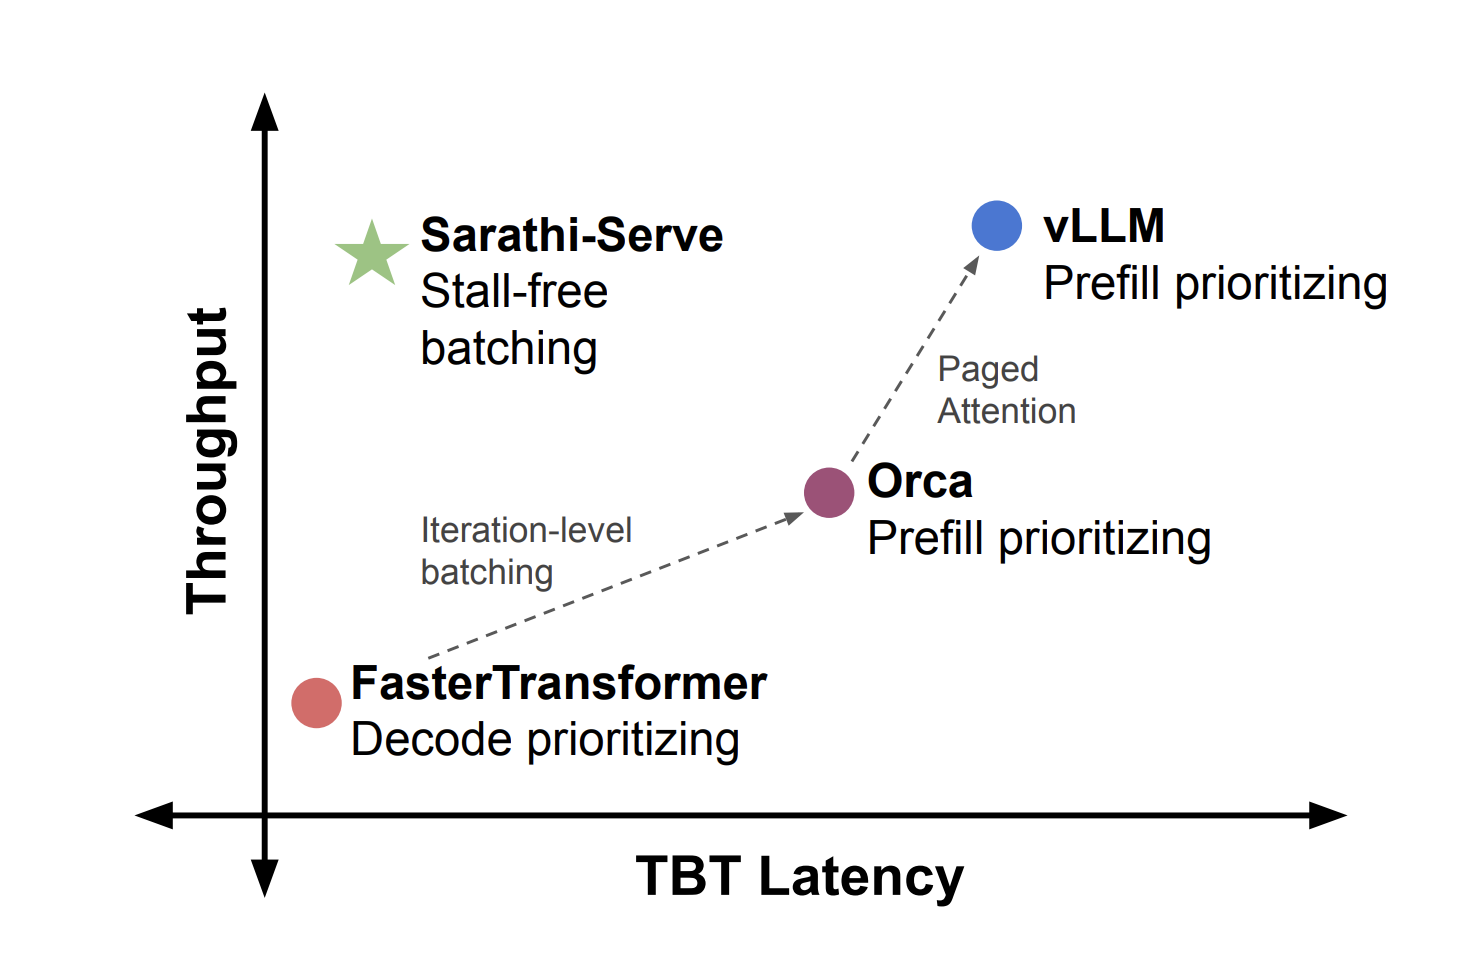 Throughput
Sarathi-Serve
Stall-free
batching
vLLM
Prefill prioritizing
Paged
Attention
Orca
Prefill prioritizing
Iteration-level
batching
FasterTransformer
Decode prioritizing
TBT Latency